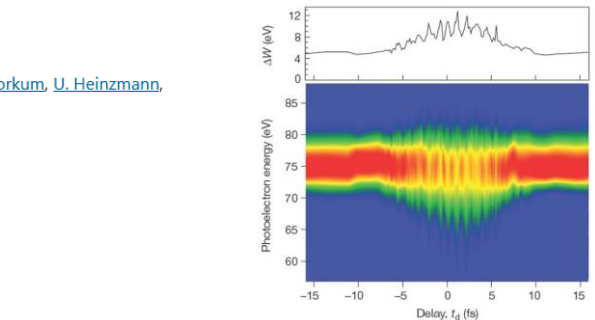 orkum, U. Heinzmann,
ΔW (eV)
12
8
4
0
Photoelectron energy (eV)
85
80
75
70
65
60
−15 −10 −5 0 5 10 15
Delay, td (fs)